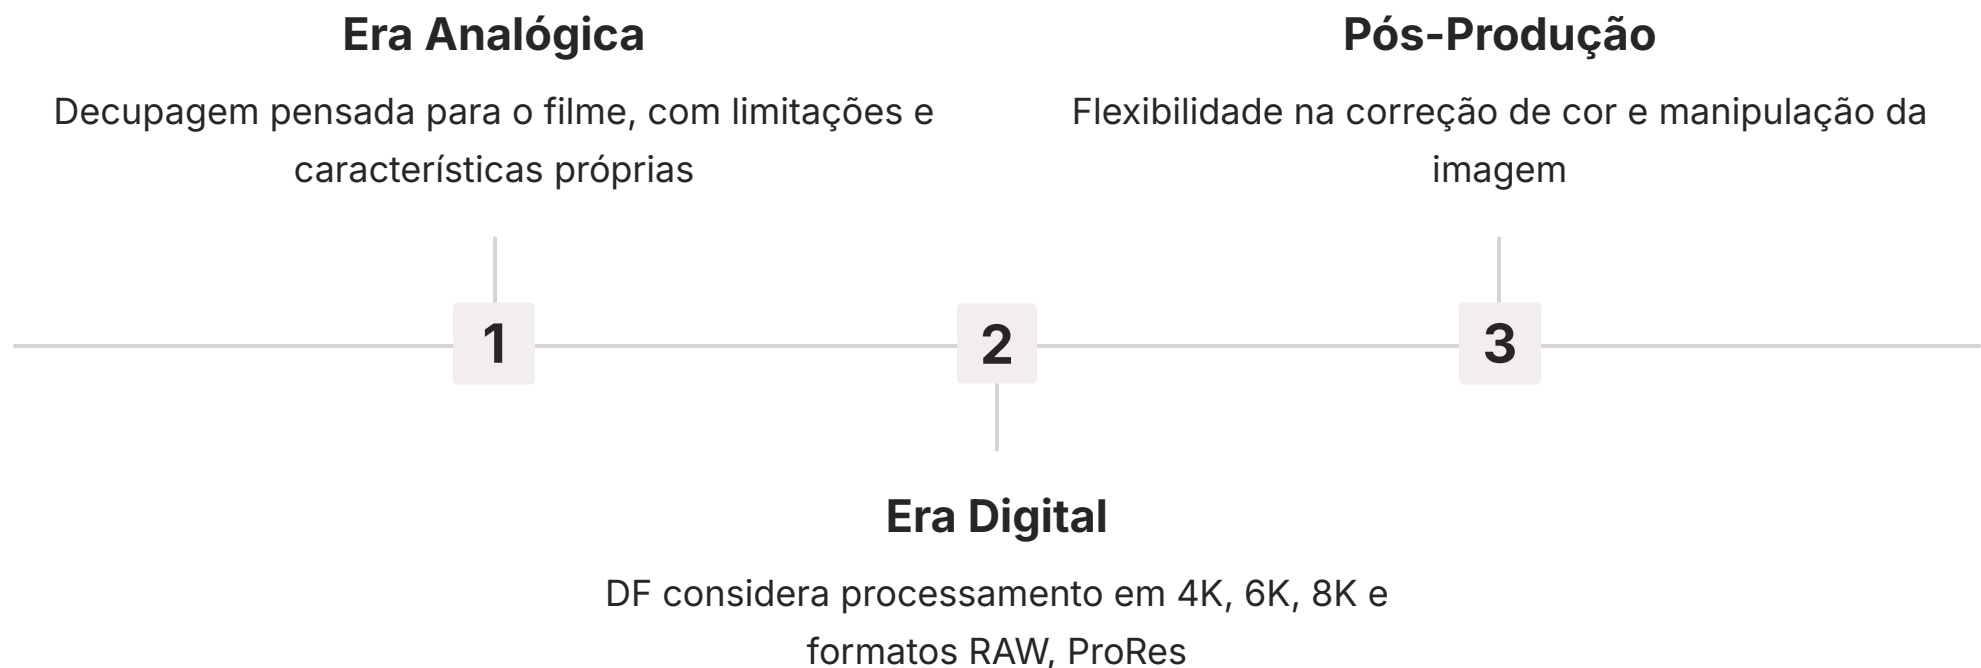 Era Analógica
Decupagem pensada para o filme, com limitações e
características próprias
Pós-Produção
Flexibilidade na correção de cor e manipulação da
imagem
1
2
3
Era Digital
DF considera processamento em 4K, 6K, 8K e
formatos RAW, ProRes